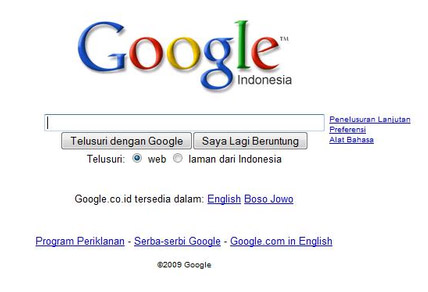 Google™
Indonesia
Penelusuran Lanjutan
Preferensi
Alat Bahasa
Telusuri dengan Google Saya Lagi Beruntung
Telusuri: web laman dari Indonesia
Google.co.id tersedia dalam: English Boso Jowo
Program Periklanan - Serba-serbi Google - Google.com in English
©2009 Google